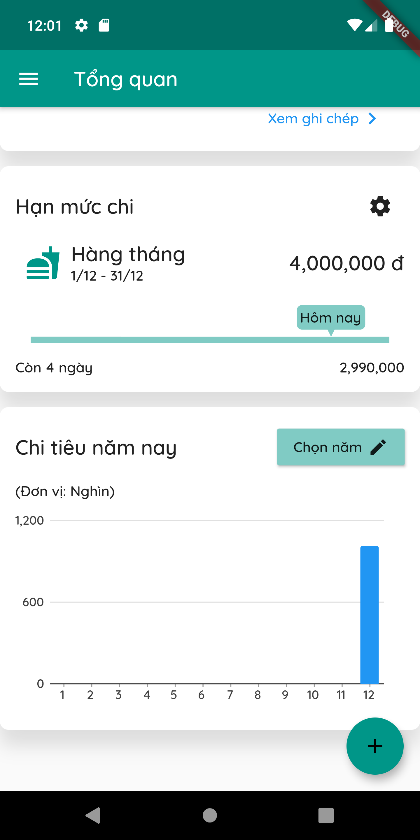 12:01
DEBUG
Tổng quan
Xem ghi chép
Hạn mức chi
Hàng tháng
4,000,000 đ
1/12 - 31/12
Hôm nay
Còn 4 ngày
2,990,000
Chi tiêu năm nay
Chọn năm
(Đơn vị: Nghìn)
1,200
600
0
1 2 3 4 5 6 7 8 9 10 11 12
+